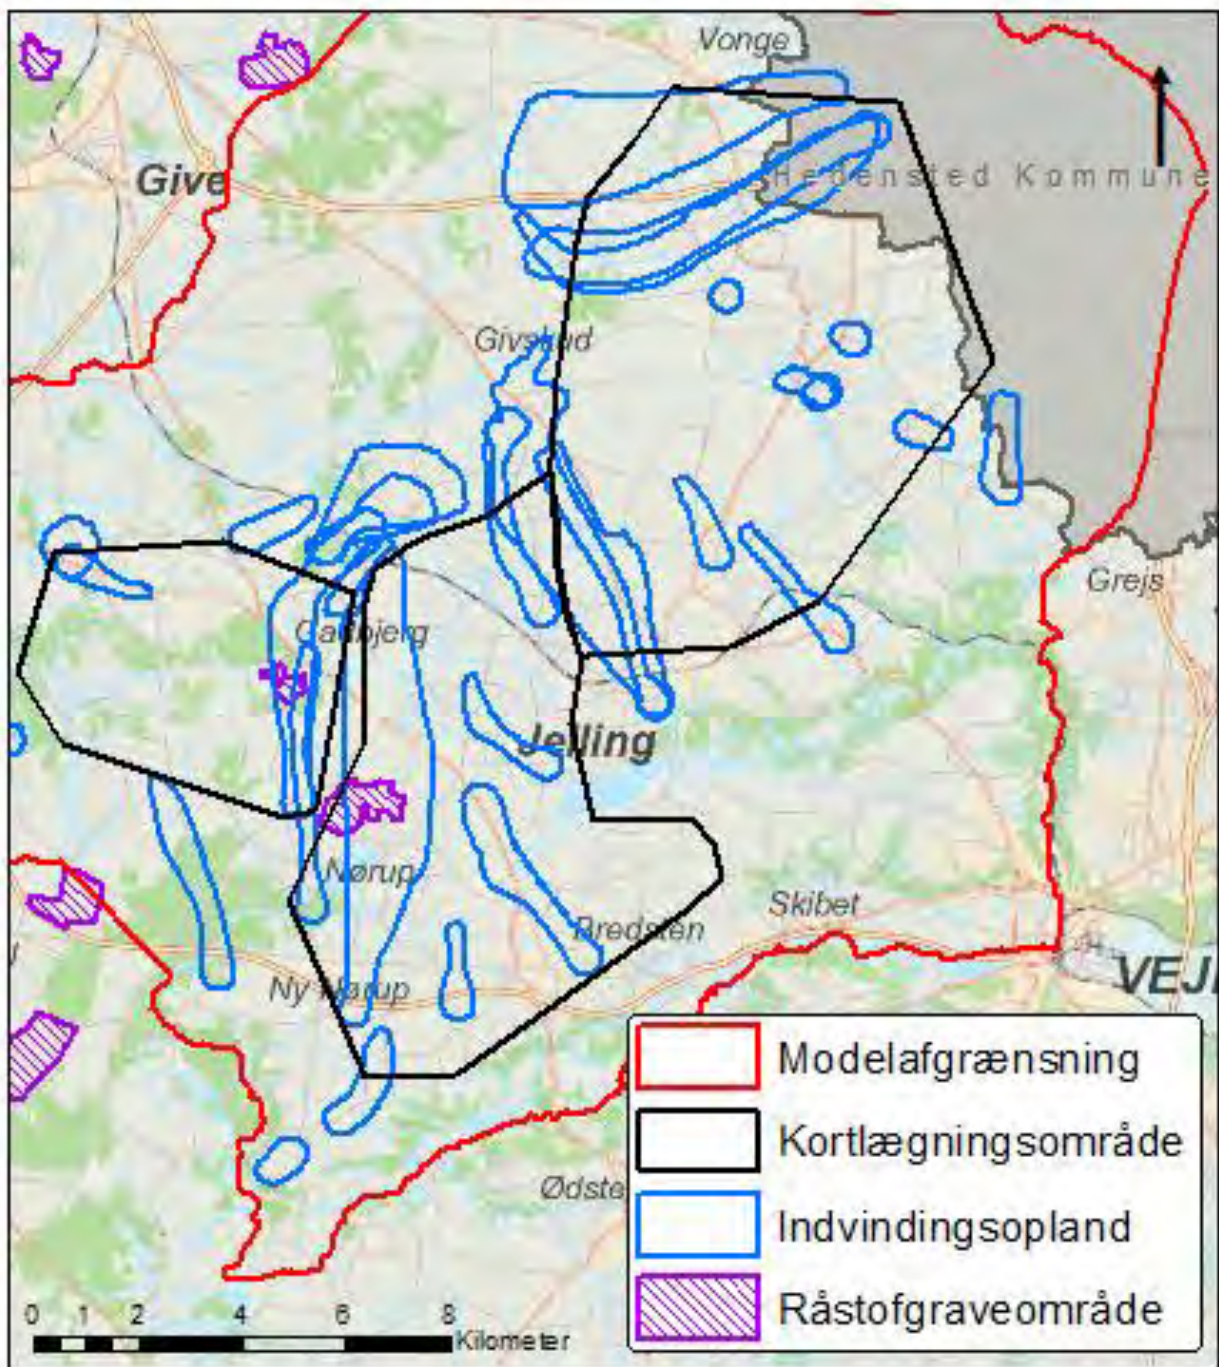 Vonge
Give
Hedensted Kommune
Givskud
Grejs
Gadbjerg
Jelling
Nørup
Skibet
Bredsten
Ny Nørup
VEJ
Ødste
Modelafgrænsning
Kortlægningsområde
Indvindingsopland
Råstofgraveområde
0 1 2 4 6 8
Kilometer